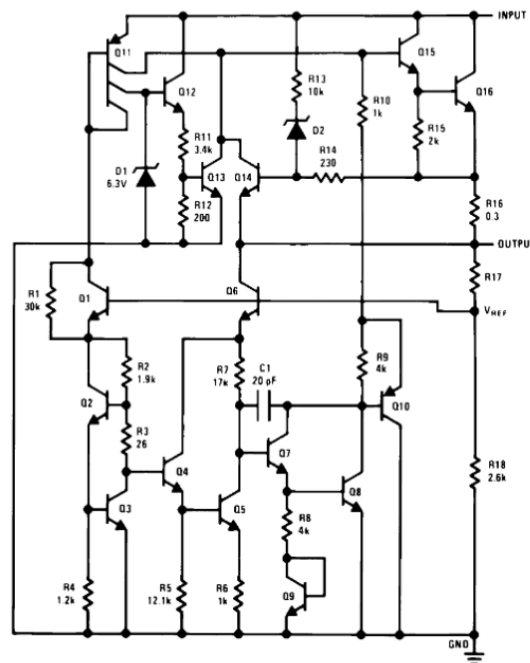 INPUT
Q11
Q15
Q12
R13
10k
Q16
R10
1k
R11
3.4k
D2
R15
2k
D1
6.3V
R14
230
Q13
Q14
R12
200
R16
0.3
OUTPUT
R1
30k
Q1
Q6
R17
VREF
R2
1.9k
R7
17k
C1
20 pF
R9
4k
Q2
Q10
R3
26
Q7
Q4
R18
2.6k
Q3
Q5
Q8
R8
4k
R4
1.2k
R5
12.1k
R6
1k
Q9
GND